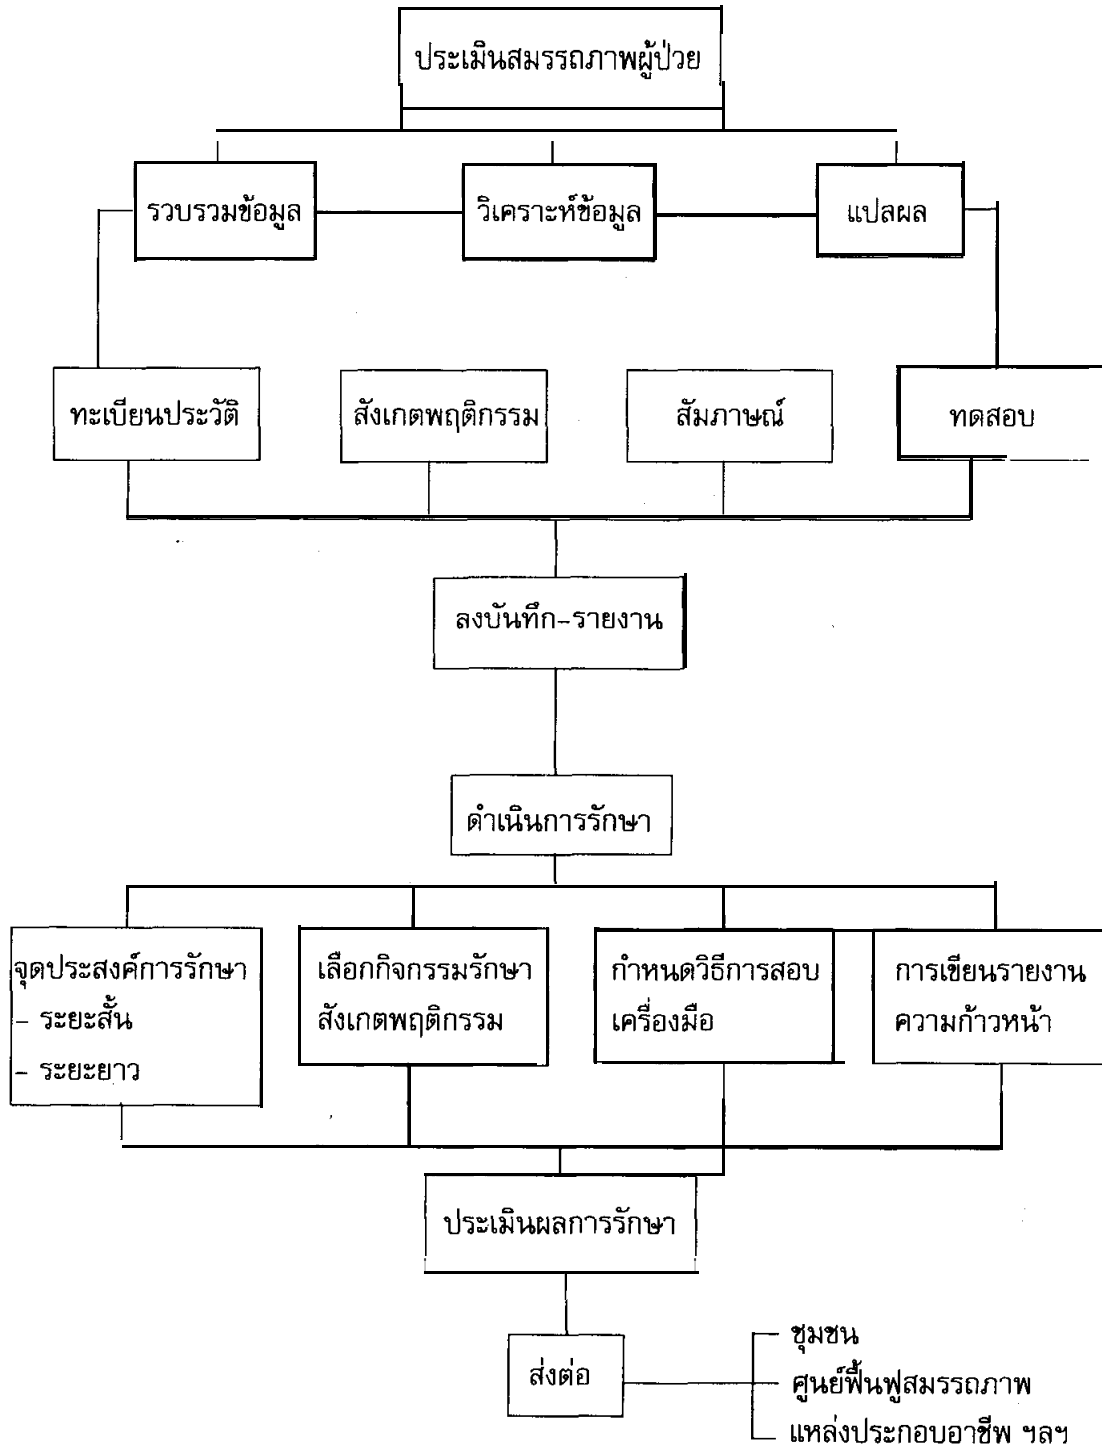 ประเมินสมรรถภาพผู้ป่วย
รวบรวมข้อมูล
วิเคราะห์ข้อมูล
แปลผล
ทะเบียนประวัติ
สังเกตพฤติกรรม
สัมภาษณ์
ทดสอบ
ลงบันทึก-รายงาน
ดำเนินการรักษา
จุดประสงค์การรักษา
- ระยะสั้น
- ระยะยาว
เลือกกิจกรรมรักษา
สังเกตพฤติกรรม
กำหนดวิธีการสอบ
เครื่องมือ
การเขียนรายงาน
ความก้าวหน้า
ประเมินผลการรักษา
ส่งต่อ
ชุมชน
ศูนย์ฟื้นฟูสมรรถภาพ
แหล่งประกอบอาชีพ ฯลฯ